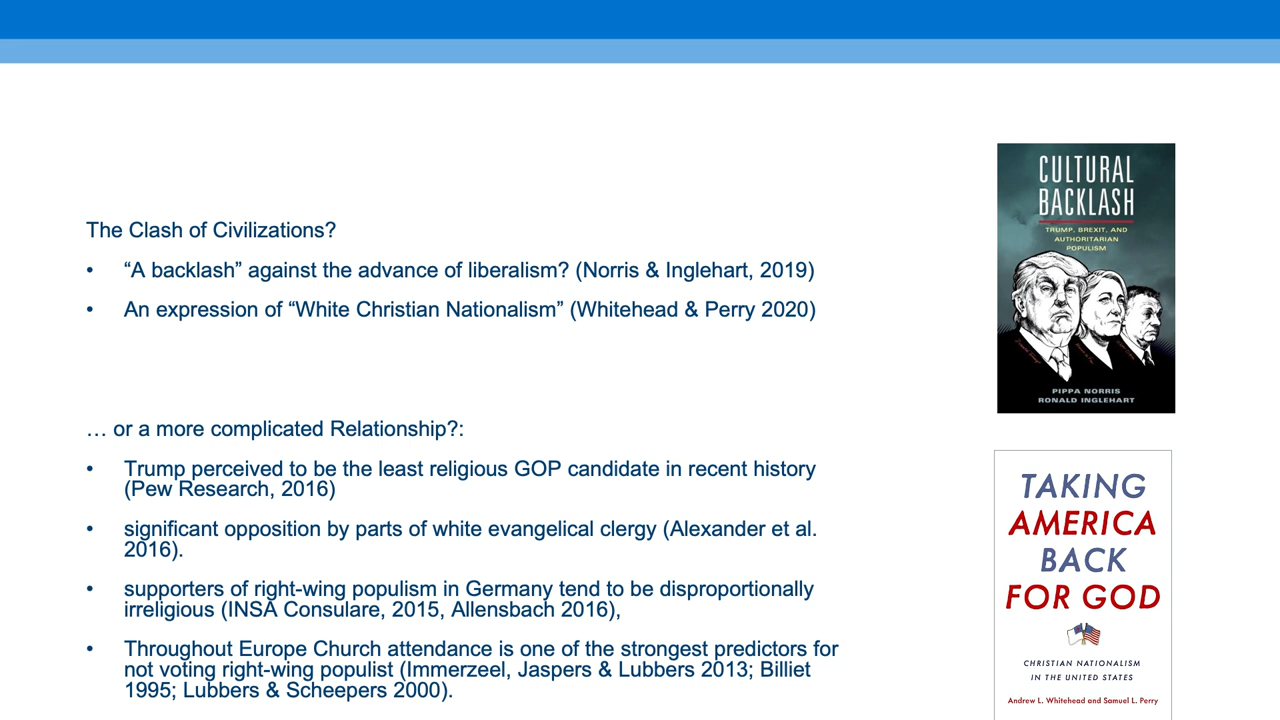 The Clash of Civilizations?
• “A backlash” against the advance of liberalism? (Norris & Inglehart, 2019)
• An expression of “White Christian Nationalism” (Whitehead & Perry 2020)
… or a more complicated Relationship?:
• Trump perceived to be the least religious GOP candidate in recent history
(Pew Research, 2016)
• significant opposition by parts of white evangelical clergy (Alexander et al.
2016).
• supporters of right-wing populism in Germany tend to be disproportionally
irreligious (INSA Consulare, 2015, Allensbach 2016),
• Throughout Europe Church attendance is one of the strongest predictors for
not voting right-wing populist (Immerzeel, Jaspers & Lubbers 2013; Billiet
1995; Lubbers & Scheepers 2000).
CULTURAL
BACKLASH
TRUMP, BREXIT, AND
AUTHORITARIAN
POPULISM
PIPPA NORRIS
RONALD INGLEHART
TAKING
AMERICA
BACK
FOR GOD
CHRISTIAN NATIONALISM
IN THE UNITED STATES
Andrew L. Whitehead and Samuel L. Perry